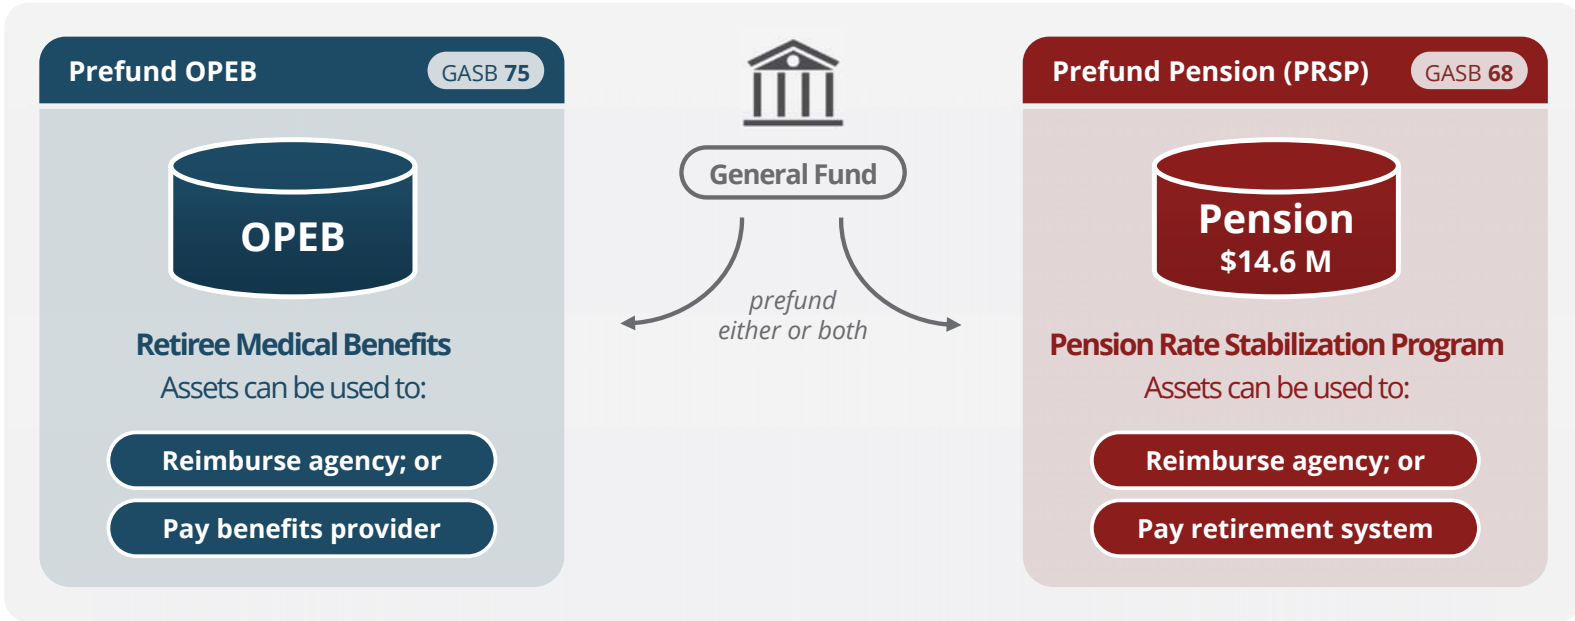 Prefund OPEB
GASB 75
OPEB
Retiree Medical Benefits
Assets can be used to:
Reimburse agency; or
Pay benefits provider
General Fund
prefund
either or both
Prefund Pension (PRSP)
GASB 68
Pension
$14.6 M
Pension Rate Stabilization Program
Assets can be used to:
Reimburse agency; or
Pay retirement system